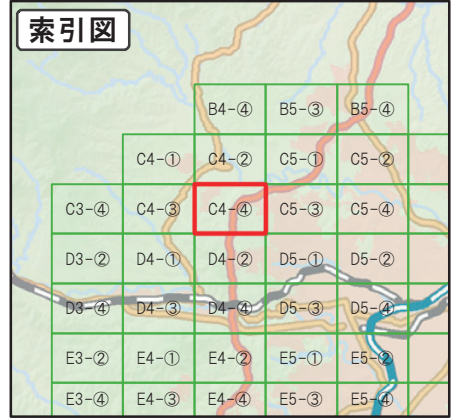 索引図
B4-④ B5-③ B5-④
C4-① C4-② C5-① C5-②
C3-④ C4-③ C4-④ C5-③ C5-④
D3-② D4-① D4-② D5-① D5-②
D3-④ D4-③ D4-④ D5-③ D5-④
E3-② E4-① E4-② E5-① E5-②
E3-④ E4-③ E4-④ E5-③ E5-④